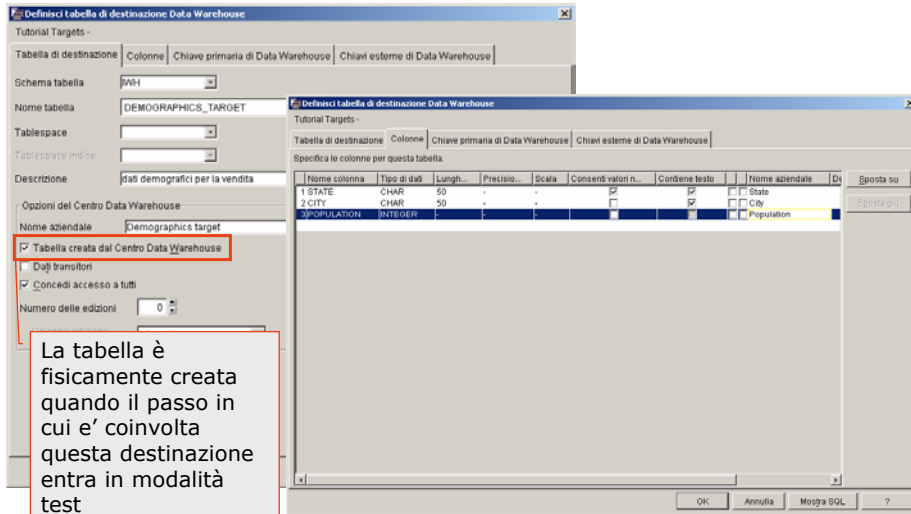 Definisci tabella di destinazione Data Warehouse
Tutorial Targets -
Tabella di destinazione Colonne Chiave primaria di Data Warehouse Chiavi esterne di Data Warehouse
Schema tabella IWH
Nome tabella DEMOGRAPHICS_TARGET
Tablespace
Tablespace indice
Descrizione dati demografici per la vendita
Opzioni del Centro Data Warehouse
Nome aziendale Demographics target
Tabella creata dal Centro Data Warehouse
Dati transitori
Concedi accesso a tutti
Numero delle edizioni 0
La tabella è
fisicamente creata
quando il passo in
cui e’ coinvolta
questa destinazione
entra in modalità
test
Definisci tabella di destinazione Data Warehouse
Tutorial Targets -
Tabella di destinazione Colonne Chiave primaria di Data Warehouse Chiavi esterne di Data Warehouse
Specifica le colonne per questa tabella.
Nome colonna Tipo di dati Lungh... Precisio... Scala Consenti valori n... Contiene testo Nome aziendale De
1 STATE CHAR 50 - - State
2 CITY CHAR 50 - - City
3 POPULATION INTEGER - - - Population
Sposta su
Sposta giù
OK Annulla Mostra SQL ?